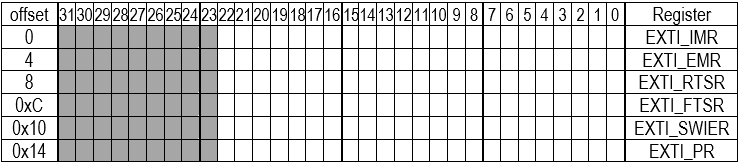 offset 31 30 29 28 27 26 25 24 23 22 21 20 19 18 17 16 15 14 13 12 11 10 9 8 7 6 5 4 3 2 1 0 Register
0 EXTI_IMR
4 EXTI_EMR
8 EXTI_RTSR
0xC EXTI_FTSR
0x10 EXTI_SWIER
0x14 EXTI_PR